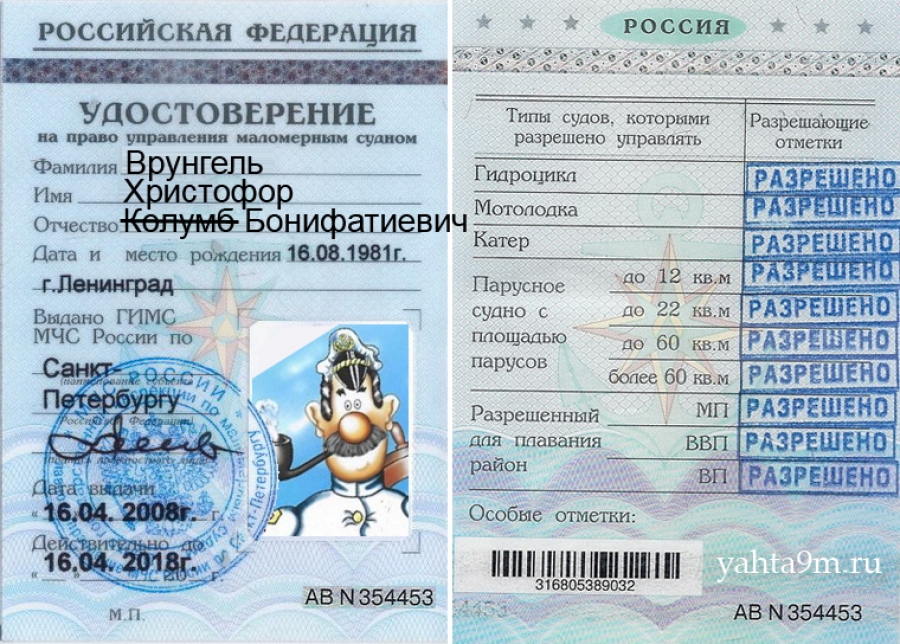 РОССИЙСКАЯ ФЕДЕРАЦИЯ
УДОСТОВЕРЕНИЕ
на право управления маломерным судном
Фамилия Врунгель
Имя Христофор
Отчество Колумб Бонифатиевич
Дата и место рождения 16.08.1981г.
г.Ленинград
Выдано ГИМС
МЧС России по
Санкт-
Петербургу
Дата выдачи
"16.04. 2008г. г.
Действительно до
16.04. 2018г.
М.П.
АВ N 354453
РОССИЯ
Типы судов, которыми разрешено управлять
Разрешающие отметки
Гидроцикл РАЗРЕШЕНО
Мотолодка РАЗРЕШЕНО
Катер РАЗРЕШЕНО
Парусное судно с площадью парусов
до 12 кв.м РАЗРЕШЕНО
до 22 кв.м РАЗРЕШЕНО
до 60 кв.м РАЗРЕШЕНО
более 60 кв.м РАЗРЕШЕНО
Разрешенный для плавания район
МП РАЗРЕШЕНО
ВВП РАЗРЕШЕНО
ВП РАЗРЕШЕНО
Особые отметки:
316805389032
yahta9m.ru
АВ N 354453